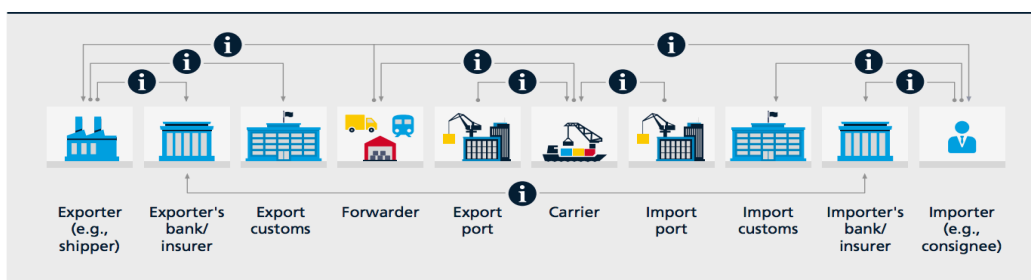 i
i
i
i
i
i
i
i
i
i
Exporter
(e.g.,
shipper)
Exporter's
bank/
insurer
Export
customs
Forwarder
Export
port
Carrier
Import
port
Import
customs
Importer's
bank/
insurer
Importer
(e.g.,
consignee)